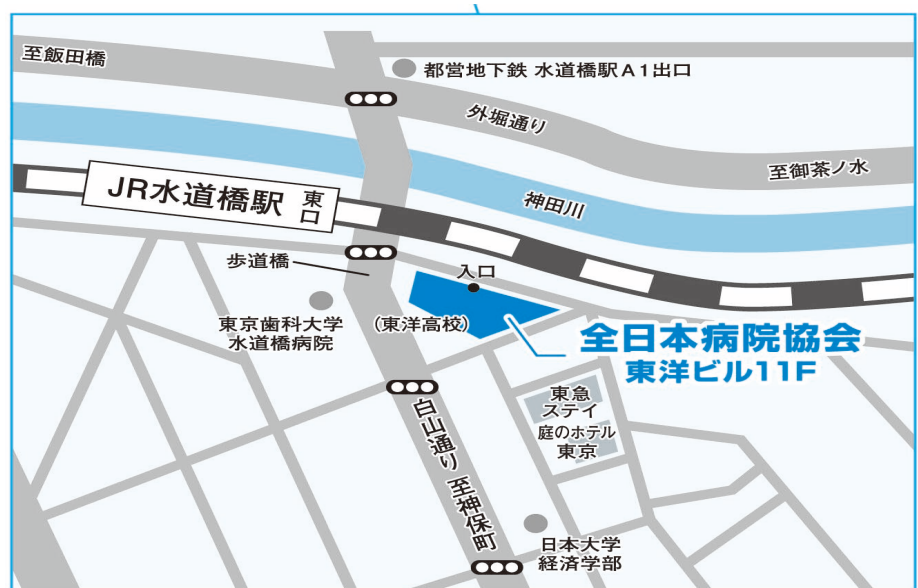 至飯田橋
都営地下鉄 水道橋駅A1出口
外堀通り
至御茶ノ水
JR水道橋駅 東口
神田川
歩道橋
入口
東京歯科大学
水道橋病院
(東洋高校)
全日本病院協会
東洋ビル11F
東急
ステイ
庭のホテル
東京
白山通り 至神保町
日本大学
経済学部